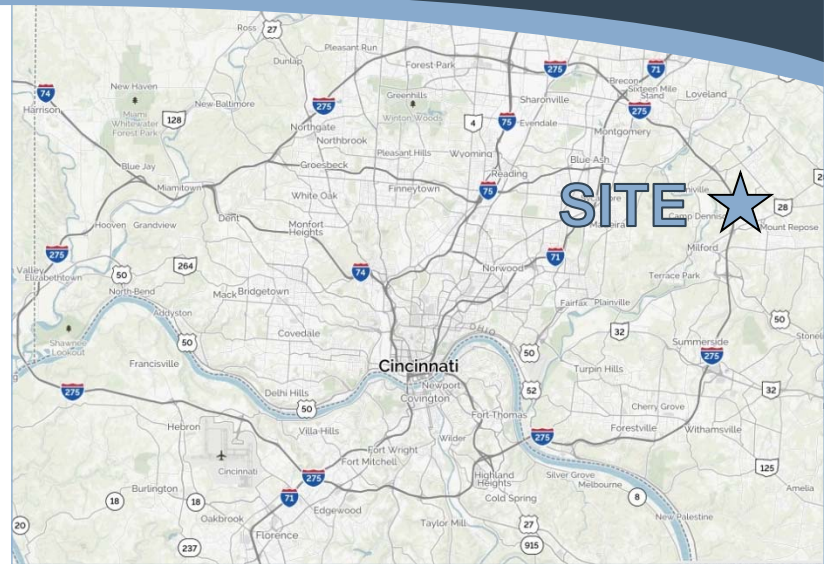 Ross
27
Pleasant Run
Dunlap
Forest Park
275
71
Brecon
Sixteen Mile
Stand
Loveland
74
Harrison
New Haven
Miami
Whitewater
Forest Park
New Baltimore
128
275
Greenhills
Winton Woods
Sharonville
275
4
75
Evendale
Montgomery
Northgate
Northbrook
Pleasant Hills
Wyoming
Blue Ash
Groesbeck
Reading
Blue Jay
Miamitown
White Oak
Finneytown
75
SITE
28
Camp Dennison
Mount Repose
Dent
Hooven
Grandview
Monfort
Heights
Milford
275
Valley
Elizabethtown
50
264
74
Norwood
71
Terrace Park
North Bend
Mack
Bridgetown
Addyston
Fairfax
Plainville
32
50
Shawnee
Lookout
50
Covedale
OHIO
50
Summerside
275
Francisville
Cincinnati
Turpin Hills
275
Delhi Hills
Newport
Covington
52
32
50
Fort Thomas
Cherry Grove
Hebron
Villa Hills
Wilder
275
Forestville
Withamsville
Fort Wright
Fort Mitchell
Cincinnati
275
Highland
Heights
Silver Grove
Melbourne
125
Burlington
71
Cold Spring
Amelia
18
18
8
Edgewood
Oakbrook
New Palestine
20
Taylor Mill
27
Florence
237
915